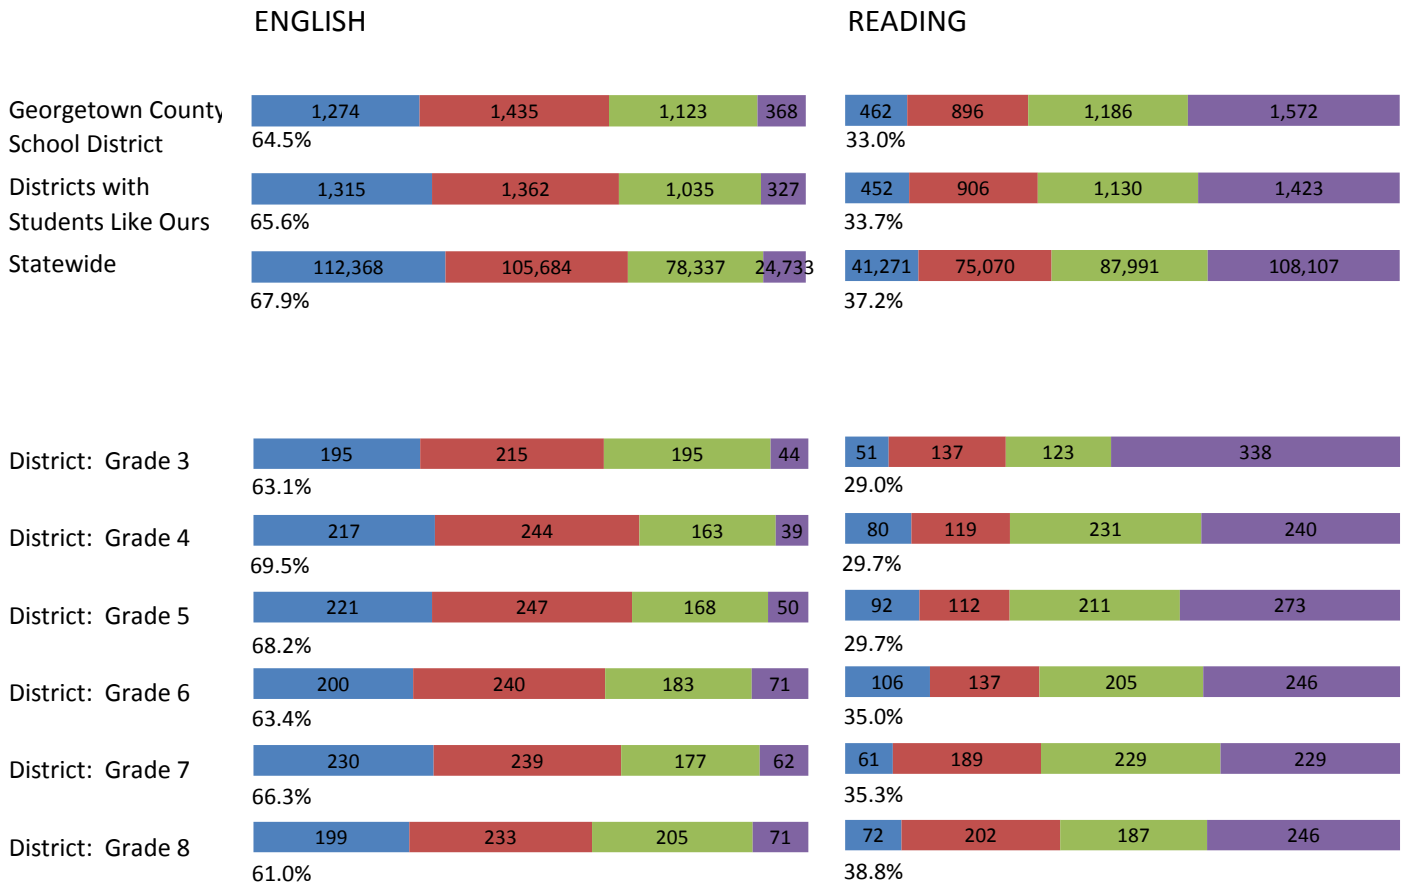 ENGLISH READING
Georgetown County 1,274 1,435 1,123 368 462 896 1,186 1,572
School District 64.5% 33.0%
Districts with 1,315 1,362 1,035 327 452 906 1,130 1,423
Students Like Ours 65.6% 33.7%
Statewide 112,368 105,684 78,337 24,733 41,271 75,070 87,991 108,107
67.9% 37.2%
District: Grade 3 195 215 195 44 51 137 123 338
63.1% 29.0%
District: Grade 4 217 244 163 39 80 119 231 240
69.5% 29.7%
District: Grade 5 221 247 168 50 92 112 211 273
68.2% 29.7%
District: Grade 6 200 240 183 71 106 137 205 246
63.4% 35.0%
District: Grade 7 230 239 177 62 61 189 229 229
66.3% 35.3%
District: Grade 8 199 233 205 71 72 202 187 246
61.0% 38.8%